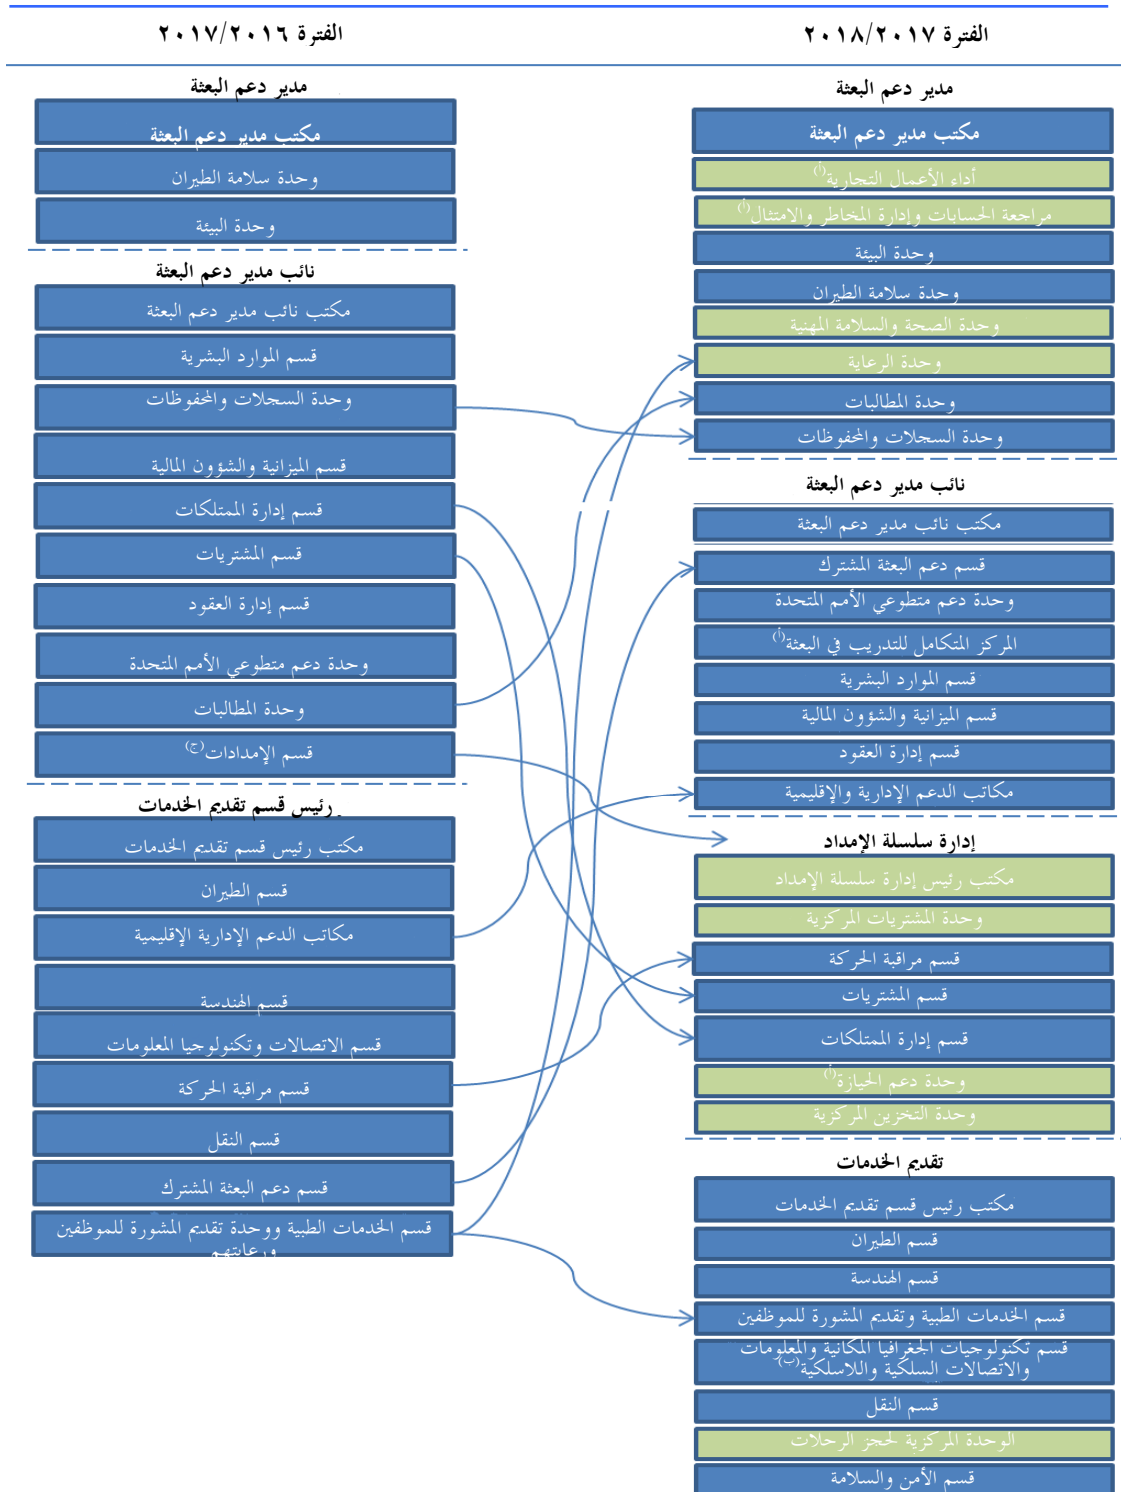 الفترة ٢٠١٧/٢٠١٦
مدير دعم البعثة
مكتب مدير دعم البعثة
وحدة سلامة الطيران
وحدة البيئة
نائب مدير دعم البعثة
مكتب نائب مدير دعم البعثة
قسم الموارد البشرية
وحدة السجلات والمحفوظات
قسم الميزانية والشؤون المالية
قسم إدارة الممتلكات
قسم المشتريات
قسم إدارة العقود
وحدة دعم متطوعي الأمم المتحدة
وحدة المطالبات
قسم الإمدادات(ج)
رئيس قسم تقديم الخدمات
مكتب رئيس قسم تقديم الخدمات
قسم الطيران
مكاتب الدعم الإدارية الإقليمية
قسم الهندسة
قسم الاتصالات وتكنولوجيا المعلومات
قسم مراقبة الحركة
قسم النقل
قسم دعم البعثة المشترك
قسم الخدمات الطبية ووحدة تقديم المشورة للموظفين
ورعايتهم
الفترة ٢٠١٨/٢٠١٧
مدير دعم البعثة
مكتب مدير دعم البعثة
أداء الأعمال التجارية(أ)
مراجعة الحسابات وإدارة المخاطر والامتثال(أ)
وحدة البيئة
وحدة سلامة الطيران
وحدة الصحة والسلامة المهنية
وحدة الرعاية
وحدة المطالبات
وحدة السجلات والمحفوظات
نائب مدير دعم البعثة
مكتب نائب مدير دعم البعثة
قسم دعم البعثة المشترك
وحدة دعم متطوعي الأمم المتحدة
المركز المتكامل للتدريب في البعثة(أ)
قسم الموارد البشرية
قسم الميزانية والشؤون المالية
قسم إدارة العقود
مكاتب الدعم الإدارية والإقليمية
إدارة سلسلة الإمداد
مكتب رئيس إدارة سلسلة الإمداد
وحدة المشتريات المركزية
قسم مراقبة الحركة
قسم المشتريات
قسم إدارة الممتلكات
وحدة دعم الحيازة(أ)
وحدة التخزين المركزية
تقديم الخدمات
مكتب رئيس قسم تقديم الخدمات
قسم الطيران
قسم الهندسة
قسم الخدمات الطبية وتقديم المشورة للموظفين
قسم تكنولوجيات الجغرافيا المكانية والمعلومات
والاتصالات السلكية واللاسلكية(ب)
قسم النقل
الوحدة المركزية لحجز الرحلات
قسم الأمن والسلامة